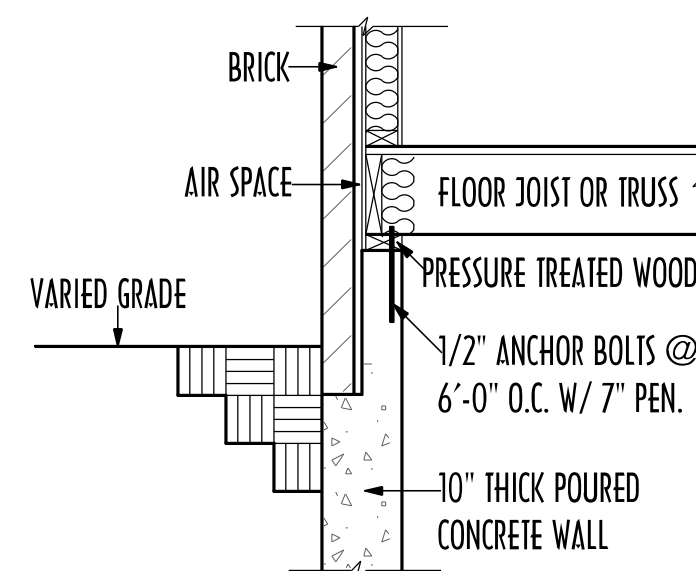 BRICK
AIR SPACE
FLOOR JOIST OR TRUSS
PRESSURE TREATED WOOD
VARIED GRADE
1/2" ANCHOR BOLTS @
6'-0" O.C. W/ 7" PEN.
10" THICK POURED
CONCRETE WALL